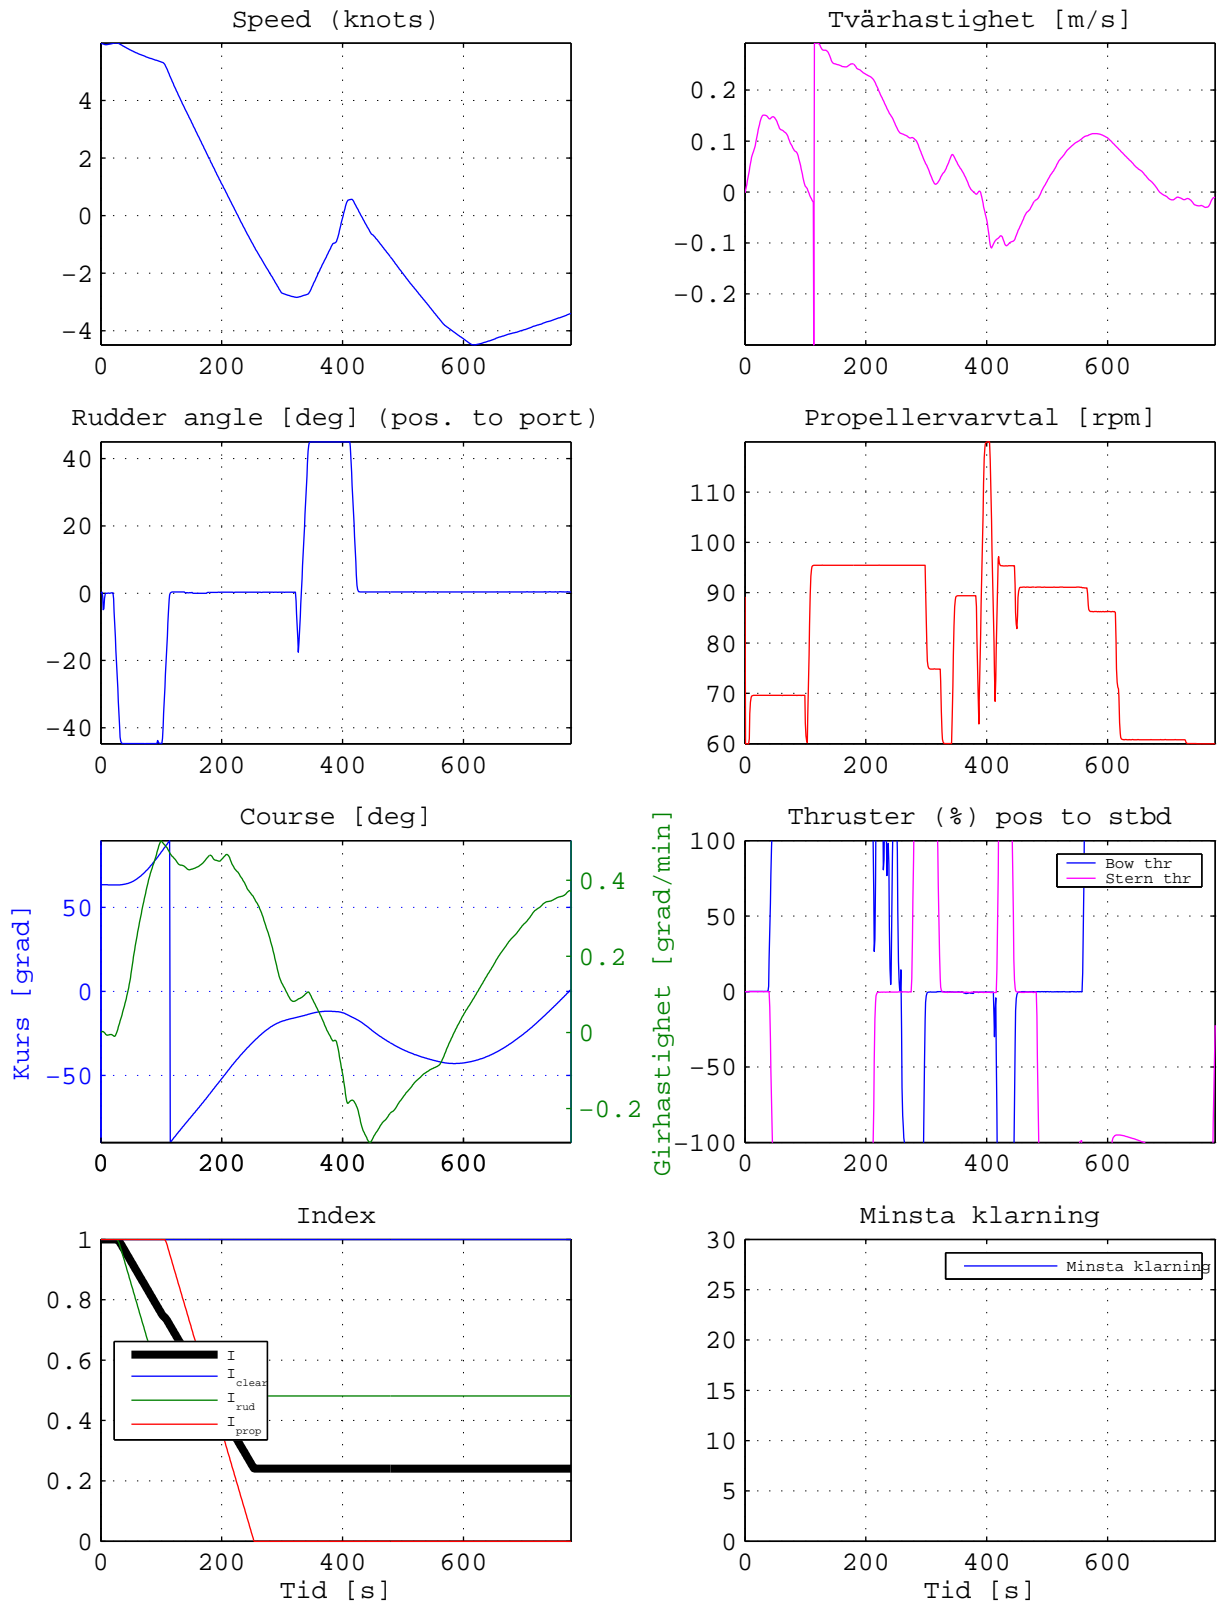 Speed (knots)
4
2
0
−2
−4
0 200 400 600
Tvärhastighet [m/s]
0.2
0.1
0
−0.1
−0.2
0 200 400 600
Rudder angle [deg] (pos. to port)
40
20
0
−20
−40
0 200 400 600
Propellervarvtal [rpm]
110
100
90
80
70
60
0 200 400 600
Course [deg]
Kurs [grad]
50
0
−50
0 200 400 600
0.4
0.2
0
−0.2
Girhastighet [grad/min]
Thruster (%) pos to stbd
100
50
0
−50
−100
0 200 400 600
Bow thr
Stern thr
Index
1
0.8
0.6
0.4
0.2
0
I
I clear
I rud
I prop
0 200 400 600
Tid [s]
Minsta klarning
30
25
20
15
10
5
0
Minsta klarning
0 200 400 600
Tid [s]